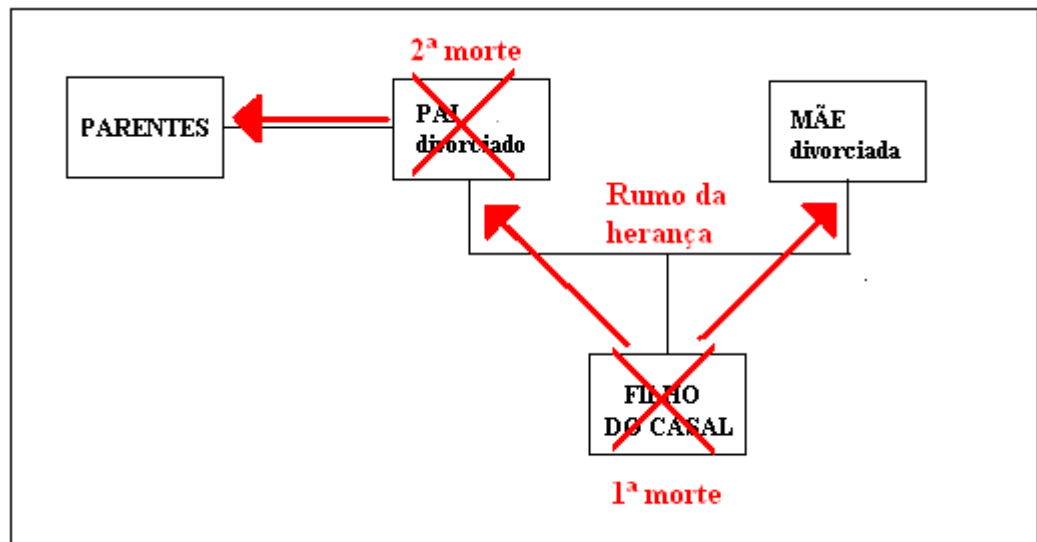 2ª morte
PARENTES
PAI
divorciado
MÃE
divorciada
Rumo da
herança
FILHO
DO CASAL
1ª morte